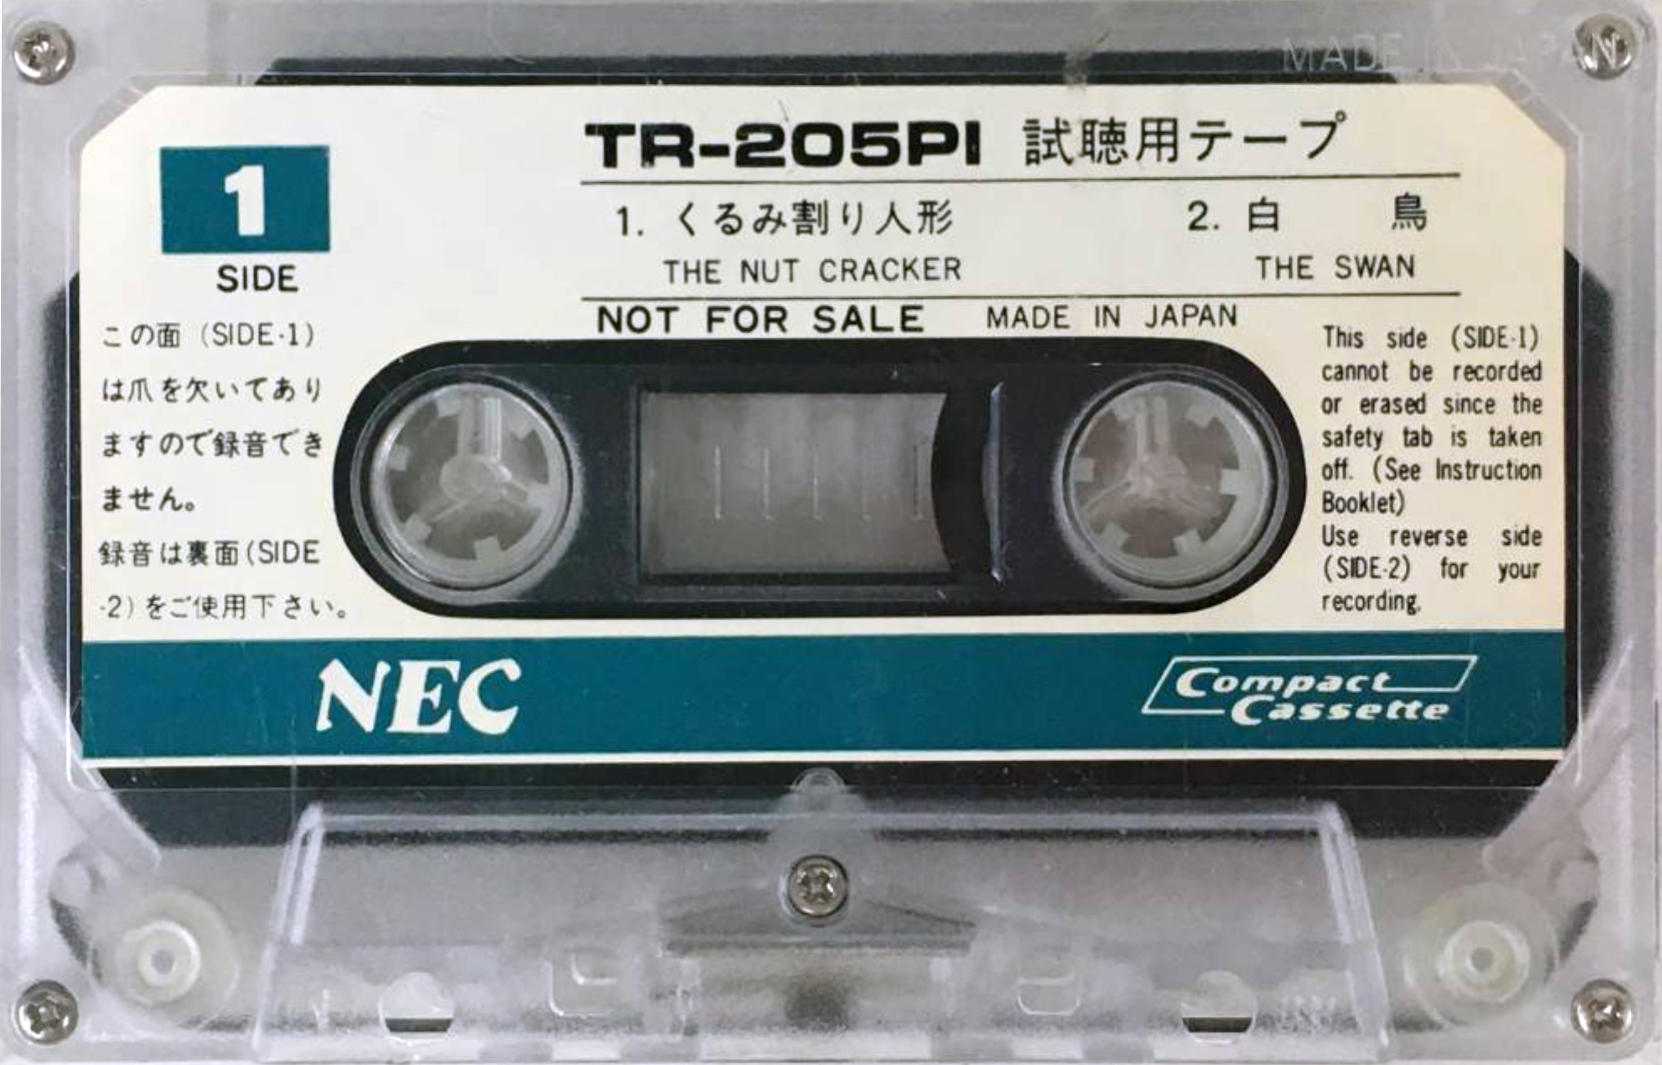 MADE IN JAPAN
1
SIDE
TR-205PI 試聴用テープ
1. くるみ割り人形 2. 白 鳥
THE NUT CRACKER THE SWAN
NOT FOR SALE MADE IN JAPAN
この面 (SIDE-1)
は爪を欠いてあり
ますので録音でき
ません。
録音は裏面(SIDE
-2)をご使用下さい。
This side (SIDE-1)
cannot be recorded
or erased since the
safety tab is taken
off. (See Instruction
Booklet)
Use reverse side
(SIDE-2) for your
recording.
NEC
Compact
Cassette